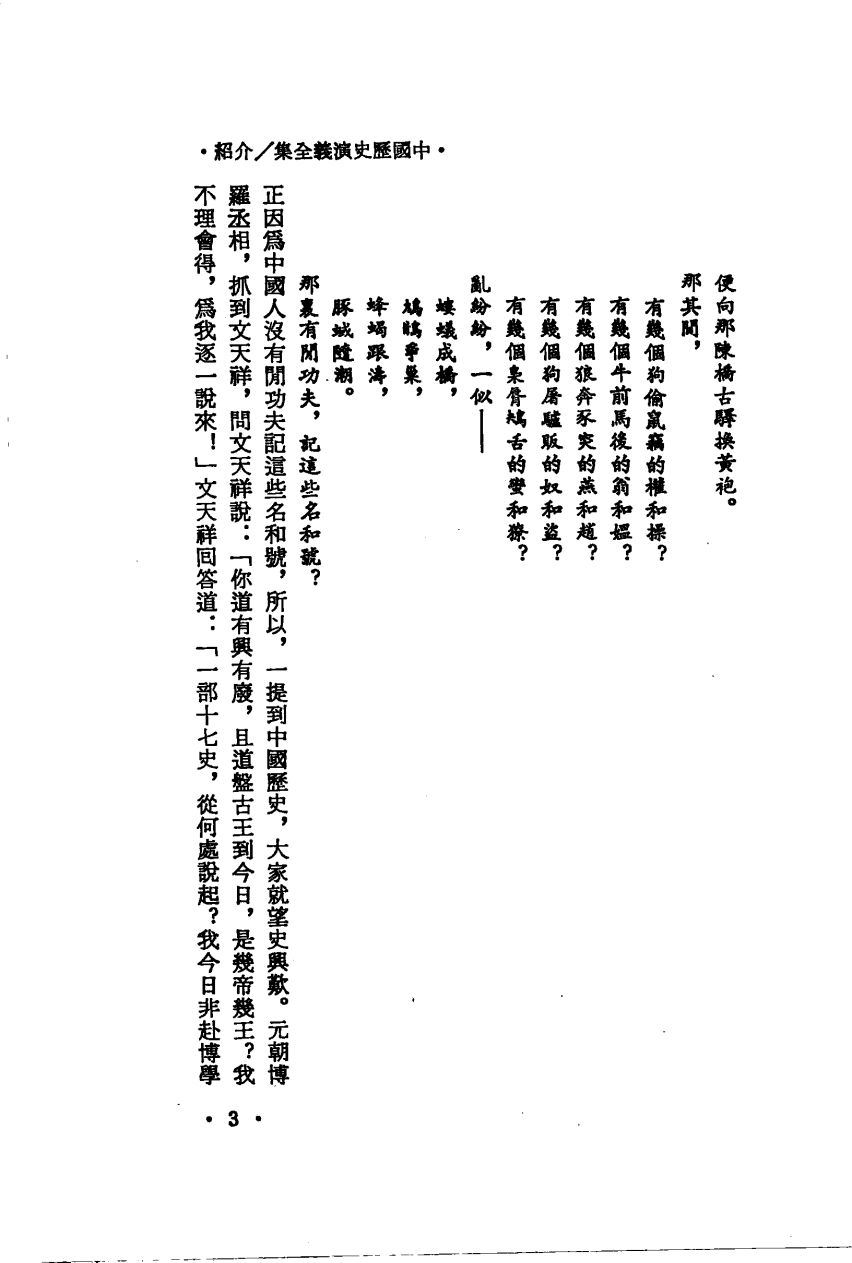 ・中國歷史演義全集／介紹・
便向那陳橋古驛換黃袍。
那其間，
有幾個狗偷鼠竊的權和操？
有幾個牛前馬後的翁和媼？
有幾個狼奔豕突的燕和趙？
有幾個狗屠驢販的奴和盜？
有幾個梟脣鴂舌的蠻和獠？
亂紛紛，一似——
螻蟻成橋，
鴆鴞爭巢，
蜂蝎跟濤，
豚蜮隨潮。
那裏有閒功夫，記這些名和號？
正因爲中國人沒有閒功夫記這些名和號，所以，一提到中國歷史，大家就望史興歎。元朝博
羅丞相，抓到文天祥，問文天祥說：「你道有興有廢，且道盤古王到今日，是幾帝幾王？我
不理會得，爲我逐一說來！」文天祥回答道：「一部十七史，從何處說起？我今日非赴博學
・3・